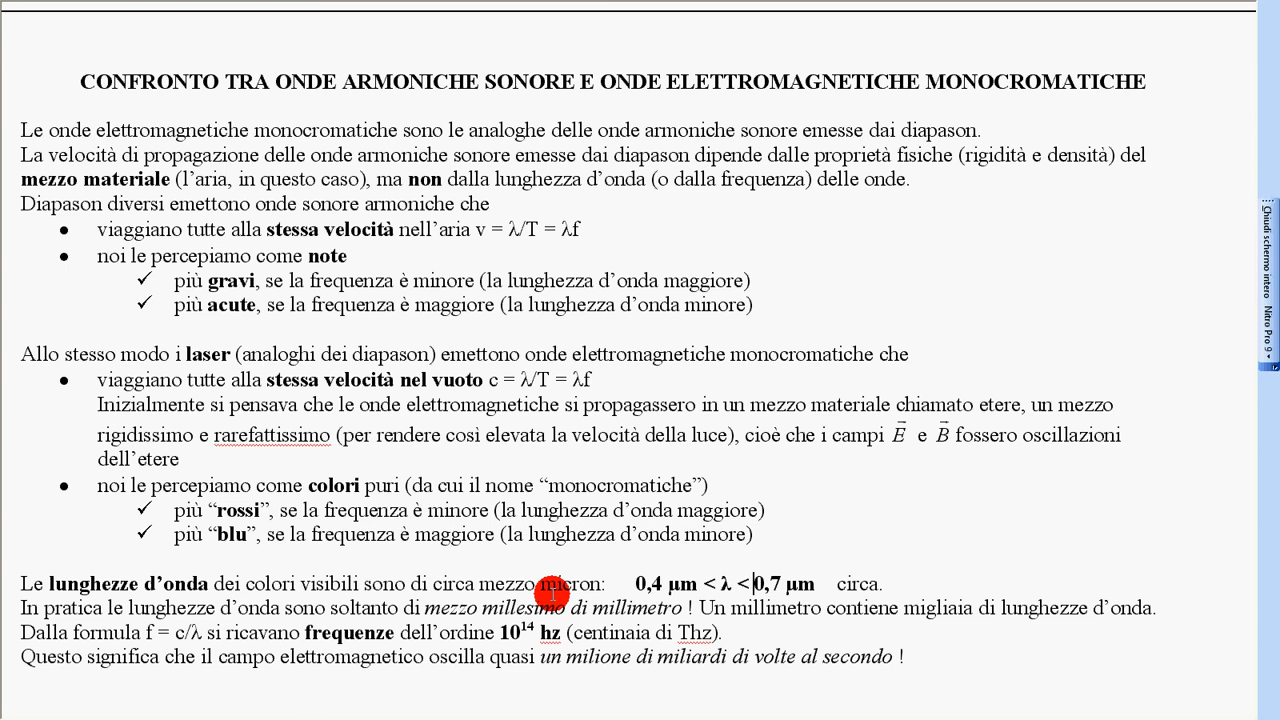 CONFRONTO TRA ONDE ARMONICHE SONORE E ONDE ELETTROMAGNETICHE MONOCROMATICHE
Le onde elettromagnetiche monocromatiche sono le analoghe delle onde armoniche sonore emesse dai diapason.
La velocità di propagazione delle onde armoniche sonore emesse dai diapason dipende dalle proprietà fisiche (rigidità e densità) del
mezzo materiale (l’aria, in questo caso), ma non dalla lunghezza d’onda (o dalla frequenza) delle onde.
Diapason diversi emettono onde sonore armoniche che
● viaggiano tutte alla stessa velocità nell’aria v = λ/T = λf
● noi le percepiamo come note
✓ più gravi, se la frequenza è minore (la lunghezza d’onda maggiore)
✓ più acute, se la frequenza è maggiore (la lunghezza d’onda minore)
Allo stesso modo i laser (analoghi dei diapason) emettono onde elettromagnetiche monocromatiche che
● viaggiano tutte alla stessa velocità nel vuoto c = λ/T = λf
Inizialmente si pensava che le onde elettromagnetiche si propagassero in un mezzo materiale chiamato etere, un mezzo
rigidissimo e rarefattissimo (per rendere così elevata la velocità della luce), cioè che i campi E⃗ e B⃗ fossero oscillazioni
dell’etere
● noi le percepiamo come colori puri (da cui il nome “monocromatiche”)
✓ più “rossi”, se la frequenza è minore (la lunghezza d’onda maggiore)
✓ più “blu”, se la frequenza è maggiore (la lunghezza d’onda minore)
Le lunghezze d’onda dei colori visibili sono di circa mezzo micron: 0,4 μm < λ < 0,7 μm circa.
In pratica le lunghezze d’onda sono soltanto di mezzo millesimo di millimetro ! Un millimetro contiene migliaia di lunghezze d’onda.
Dalla formula f = c/λ si ricavano frequenze dell’ordine 10¹⁴ hz (centinaia di Thz).
Questo significa che il campo elettromagnetico oscilla quasi un milione di miliardi di volte al secondo !
Chiudi schermo intero Nitro Pro 9